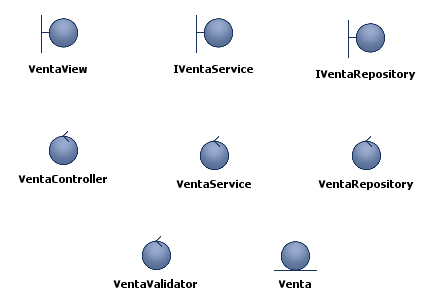 VentaView
IVentaService
IVentaRepository
VentaController
VentaService
VentaRepository
VentaValidator
Venta